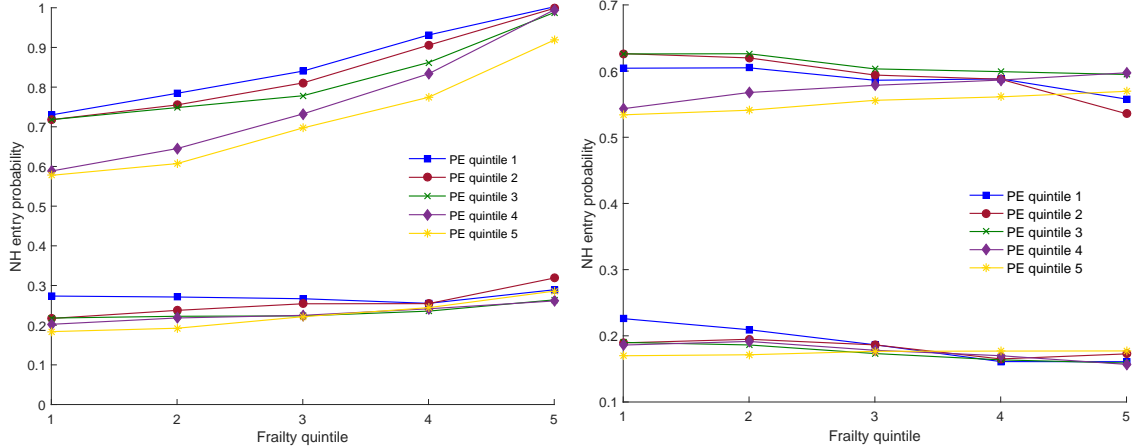 1
0.9
0.8
0.7
0.6
0.5
0.4
0.3
0.2
0.1
0
NH entry probability
1
2
3
4
5
Frailty quintile
PE quintile 1
PE quintile 2
PE quintile 3
PE quintile 4
PE quintile 5
0.7
0.6
0.5
0.4
0.3
0.2
0.1
NH entry probability
1
2
3
4
5
Frailty quintile
PE quintile 1
PE quintile 2
PE quintile 3
PE quintile 4
PE quintile 5